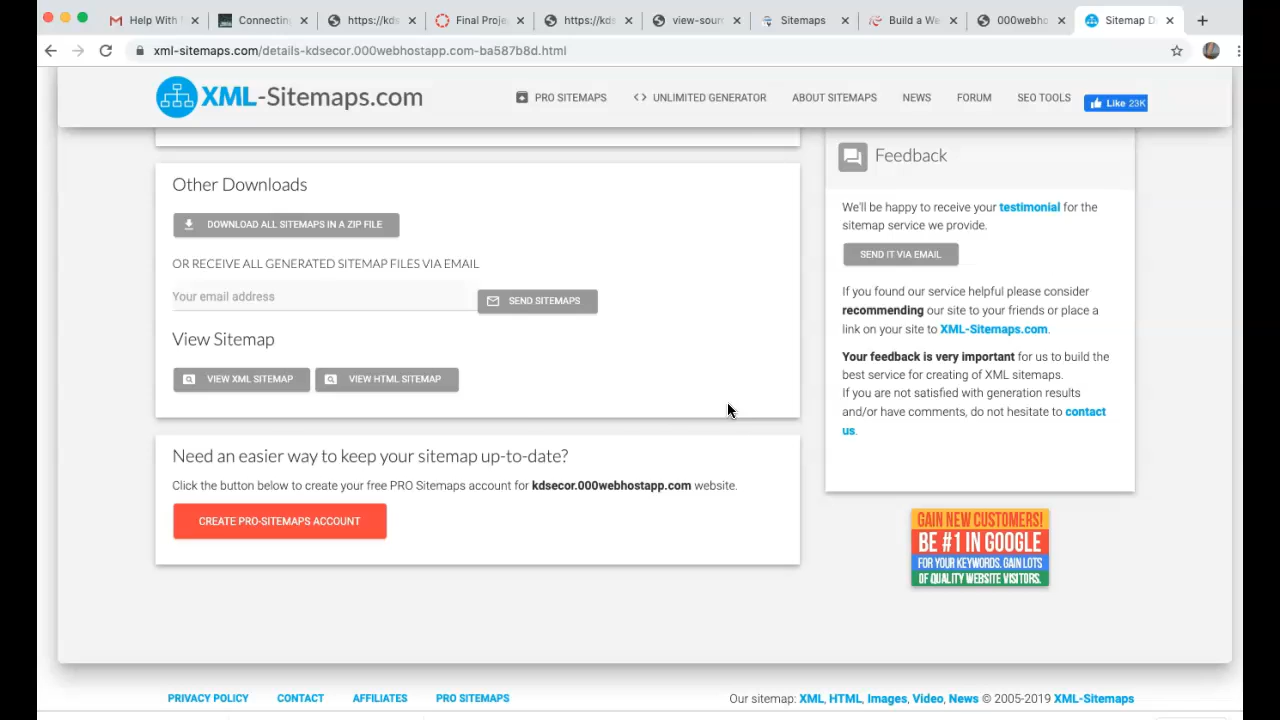 Help With
Connecting
https://kds
Final Proje
https://kds
view-sour
Sitemaps
Build a We
000webho
Sitemap D
xml-sitemaps.com/details-kdsecor.000webhostapp.com-ba587b8d.html
XML-Sitemaps.com
PRO SITEMAPS
UNLIMITED GENERATOR
ABOUT SITEMAPS
NEWS
FORUM
SEO TOOLS
Like 23K
Other Downloads
DOWNLOAD ALL SITEMAPS IN A ZIP FILE
OR RECEIVE ALL GENERATED SITEMAP FILES VIA EMAIL
Your email address
SEND SITEMAPS
View Sitemap
VIEW XML SITEMAP
VIEW HTML SITEMAP
Need an easier way to keep your sitemap up-to-date?
Click the button below to create your free PRO Sitemaps account for kdsecor.000webhostapp.com website.
CREATE PRO-SITEMAPS ACCOUNT
Feedback
We'll be happy to receive your testimonial for the
sitemap service we provide.
SEND IT VIA EMAIL
If you found our service helpful please consider
recommending our site to your friends or place a
link on your site to XML-Sitemaps.com.
Your feedback is very important for us to build the
best service for creating of XML sitemaps.
If you are not satisfied with generation results
and/or have comments, do not hesitate to contact
us.
GAIN NEW CUSTOMERS!
BE #1 IN GOOGLE
FOR YOUR KEYWORDS. GAIN LOTS
OF QUALITY WEBSITE VISITORS.
PRIVACY POLICY
CONTACT
AFFILIATES
PRO SITEMAPS
Our sitemap: XML, HTML, Images, Video, News © 2005-2019 XML-Sitemaps